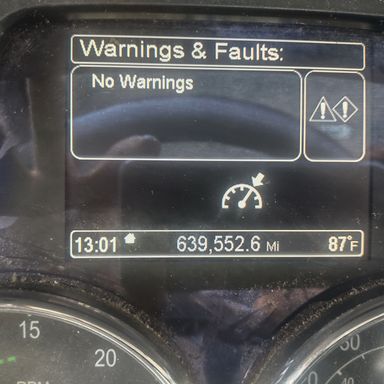 Warnings & Faults:
No Warnings
13:01 639,552.6 Mi 87°F
15
20
50